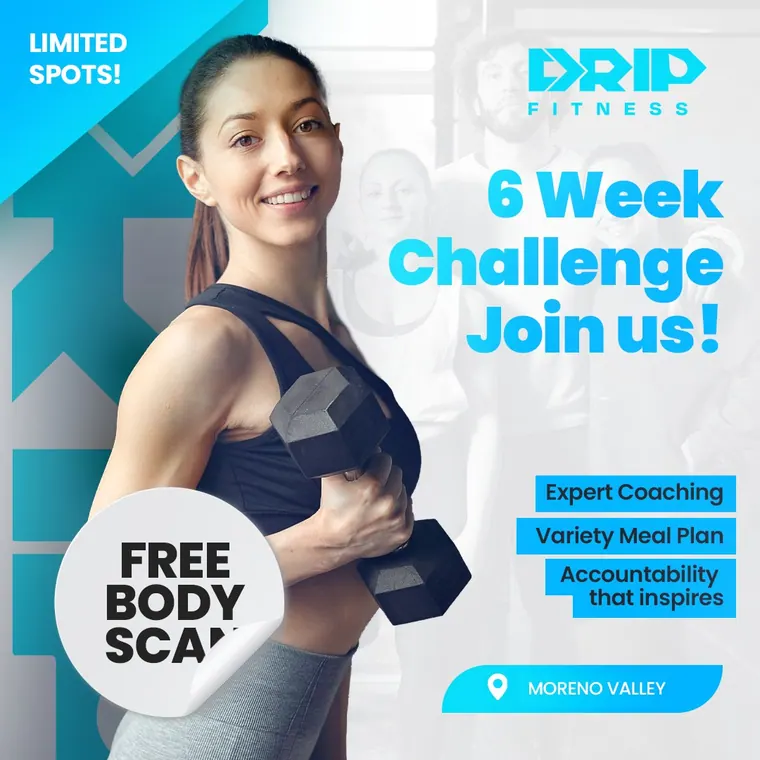 LIMITED
SPOTS!
DRIP
FITNESS
6 Week
Challenge
Join us!
Expert Coaching
Variety Meal Plan
Accountability
that inspires
FREE
BODY
SCAN
MORENO VALLEY